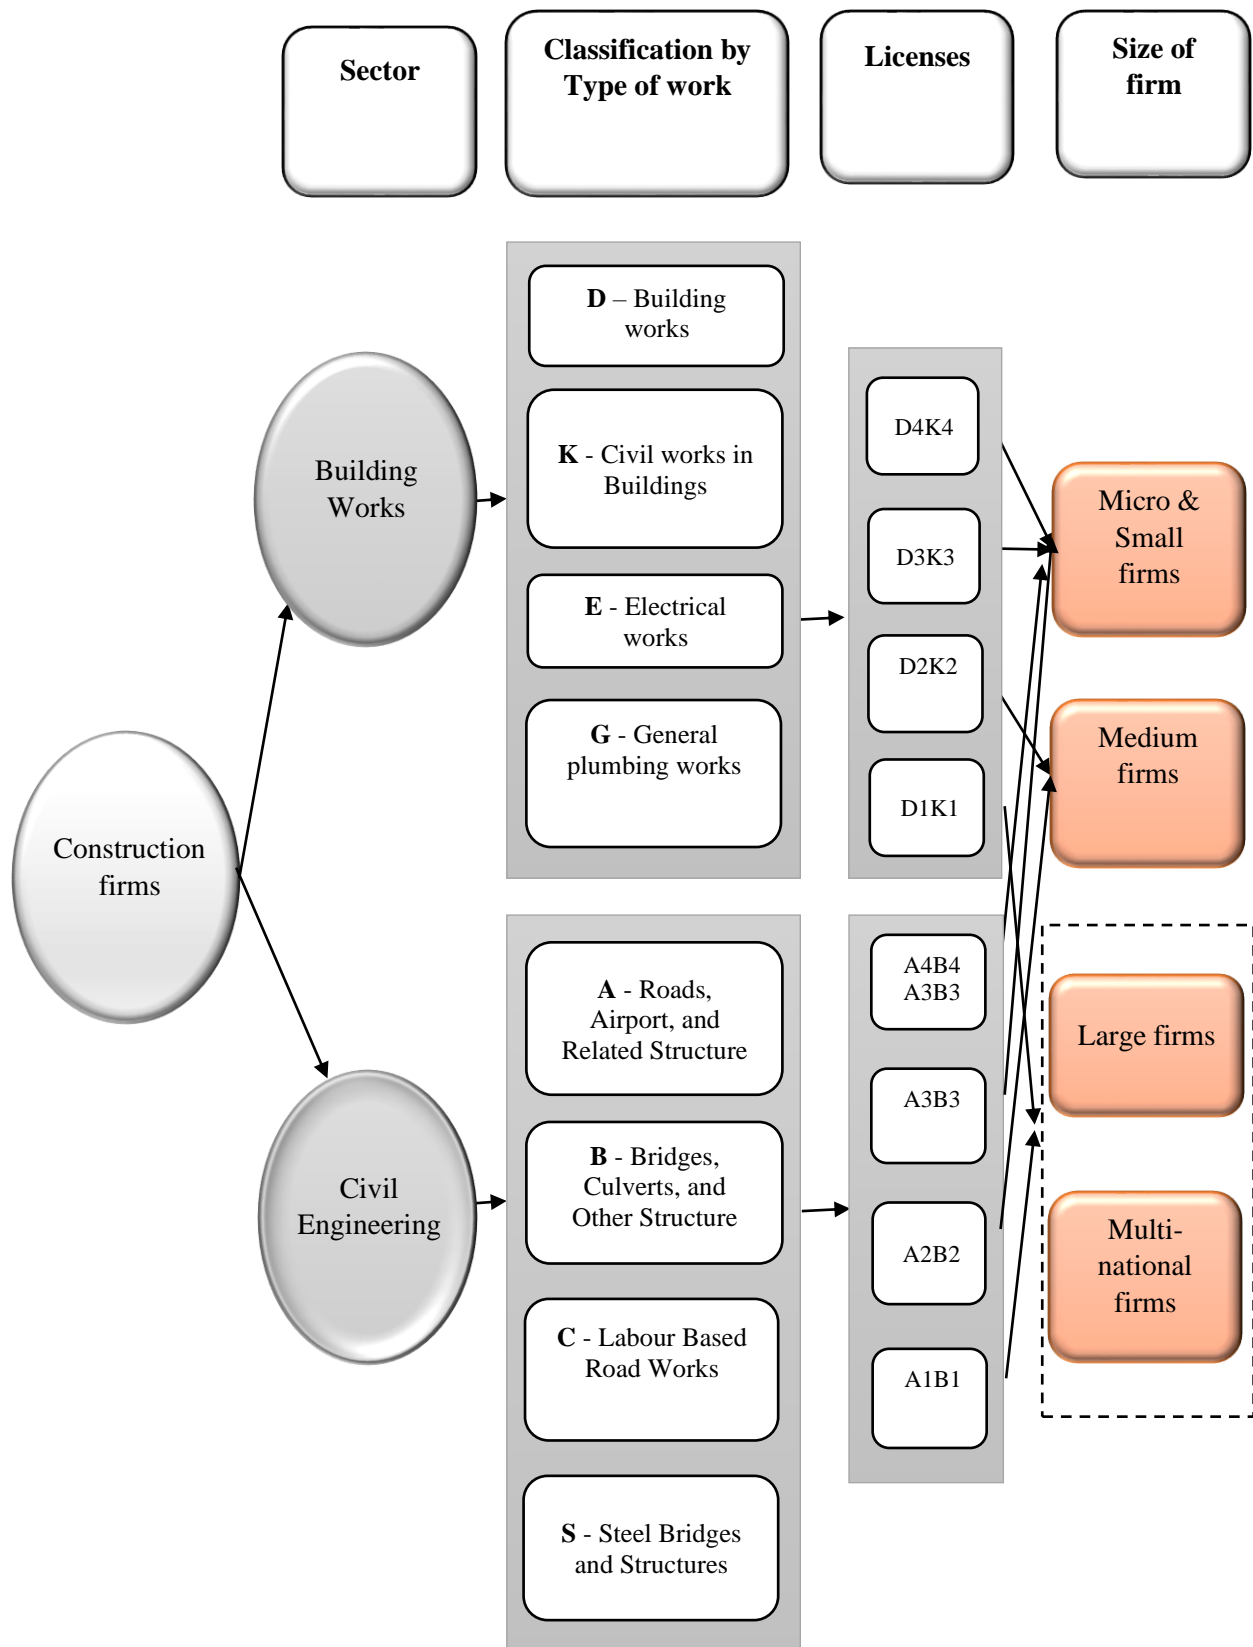 Sector
Classification by
Type of work
Licenses
Size of
firm
Construction
firms
Building
Works
D – Building
works
K - Civil works in
Buildings
E - Electrical
works
G - General
plumbing works
D4K4
D3K3
D2K2
D1K1
Civil
Engineering
A - Roads,
Airport, and
Related Structure
B - Bridges,
Culverts, and
Other Structure
C - Labour Based
Road Works
S - Steel Bridges
and Structures
A4B4
A3B3
A3B3
A2B2
A1B1
Micro &
Small
firms
Medium
firms
Large firms
Multi-
national
firms